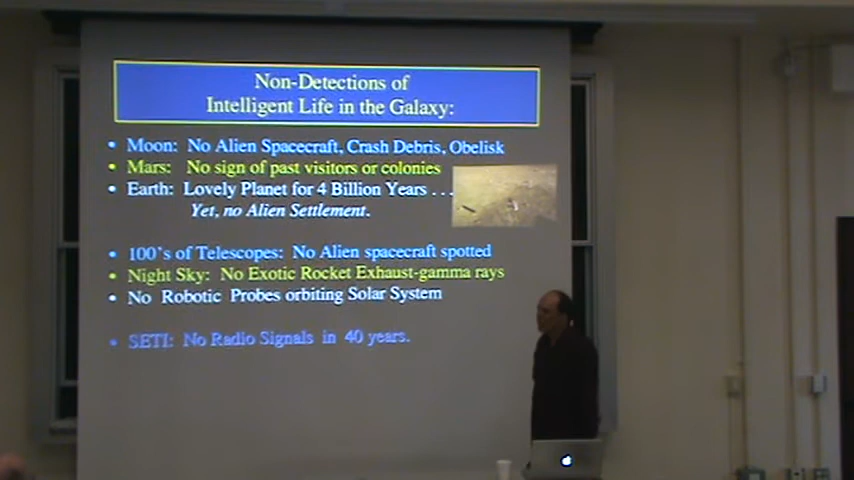 Non-Detections of
Intelligent Life in the Galaxy:
• Moon: No Alien Spacecraft, Crash Debris, Obelisk
• Mars: No sign of past visitors or colonies
• Earth: Lovely Planet for 4 Billion Years . . .
Yet, no Alien Settlement.
• 100's of Telescopes: No Alien spacecraft spotted
• Night Sky: No Exotic Rocket Exhaust-gamma rays
• No Robotic Probes orbiting Solar System
• SETI: No Radio Signals in 40 years.